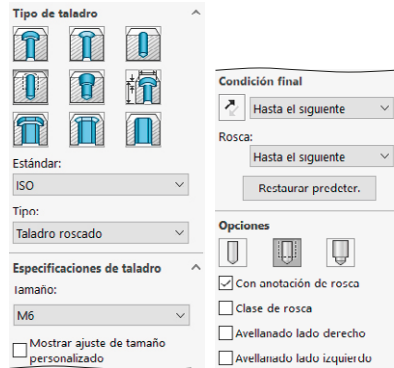 Tipo de taladro
Estándar:
ISO
Tipo:
Taladro roscado
Especificaciones de taladro
Tamaño:
M6
Mostrar ajuste de tamaño
personalizado
Condición final
Hasta el siguiente
Rosca:
Hasta el siguiente
Restaurar predeter.
Opciones
Con anotación de rosca
Clase de rosca
Avellanado lado derecho
Avellanado lado izquierdo